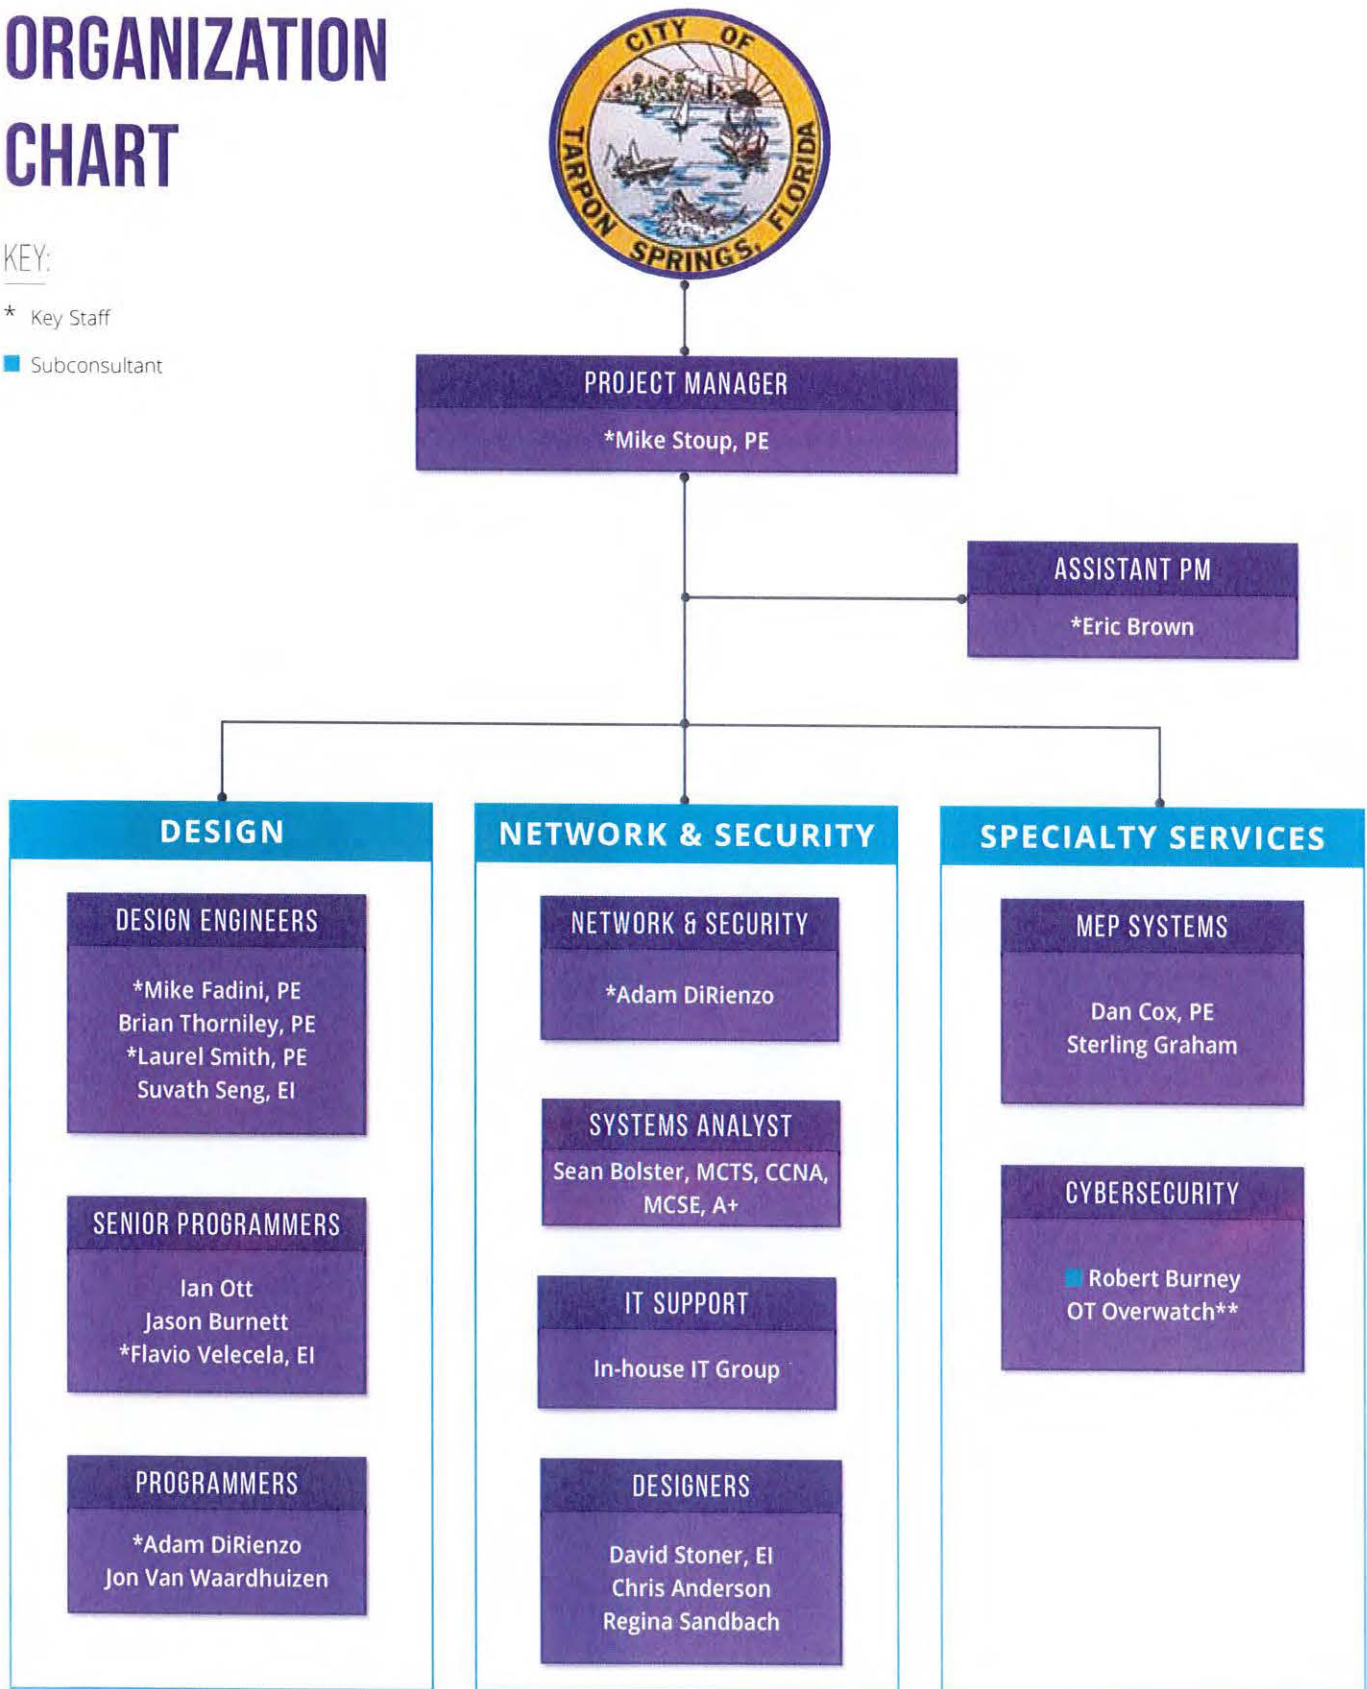 ORGANIZATION
CHART
CITY OF
TARPON SPRINGS, FLORIDA
KEY:
* Key Staff
Subconsultant
PROJECT MANAGER
*Mike Stoup, PE
ASSISTANT PM
*Eric Brown
DESIGN
DESIGN ENGINEERS
*Mike Fadini, PE
Brian Thorniley, PE
*Laurel Smith, PE
Suvath Seng, EI
SENIOR PROGRAMMERS
Ian Ott
Jason Burnett
*Flavio Velecela, EI
PROGRAMMERS
*Adam DiRienzo
Jon Van Waardhuizen
NETWORK & SECURITY
NETWORK & SECURITY
*Adam DiRienzo
SYSTEMS ANALYST
Sean Bolster, MCTS, CCNA,
MCSE, A+
IT SUPPORT
In-house IT Group
DESIGNERS
David Stoner, EI
Chris Anderson
Regina Sandbach
SPECIALTY SERVICES
MEP SYSTEMS
Dan Cox, PE
Sterling Graham
CYBERSECURITY
Robert Burney
OT Overwatch**